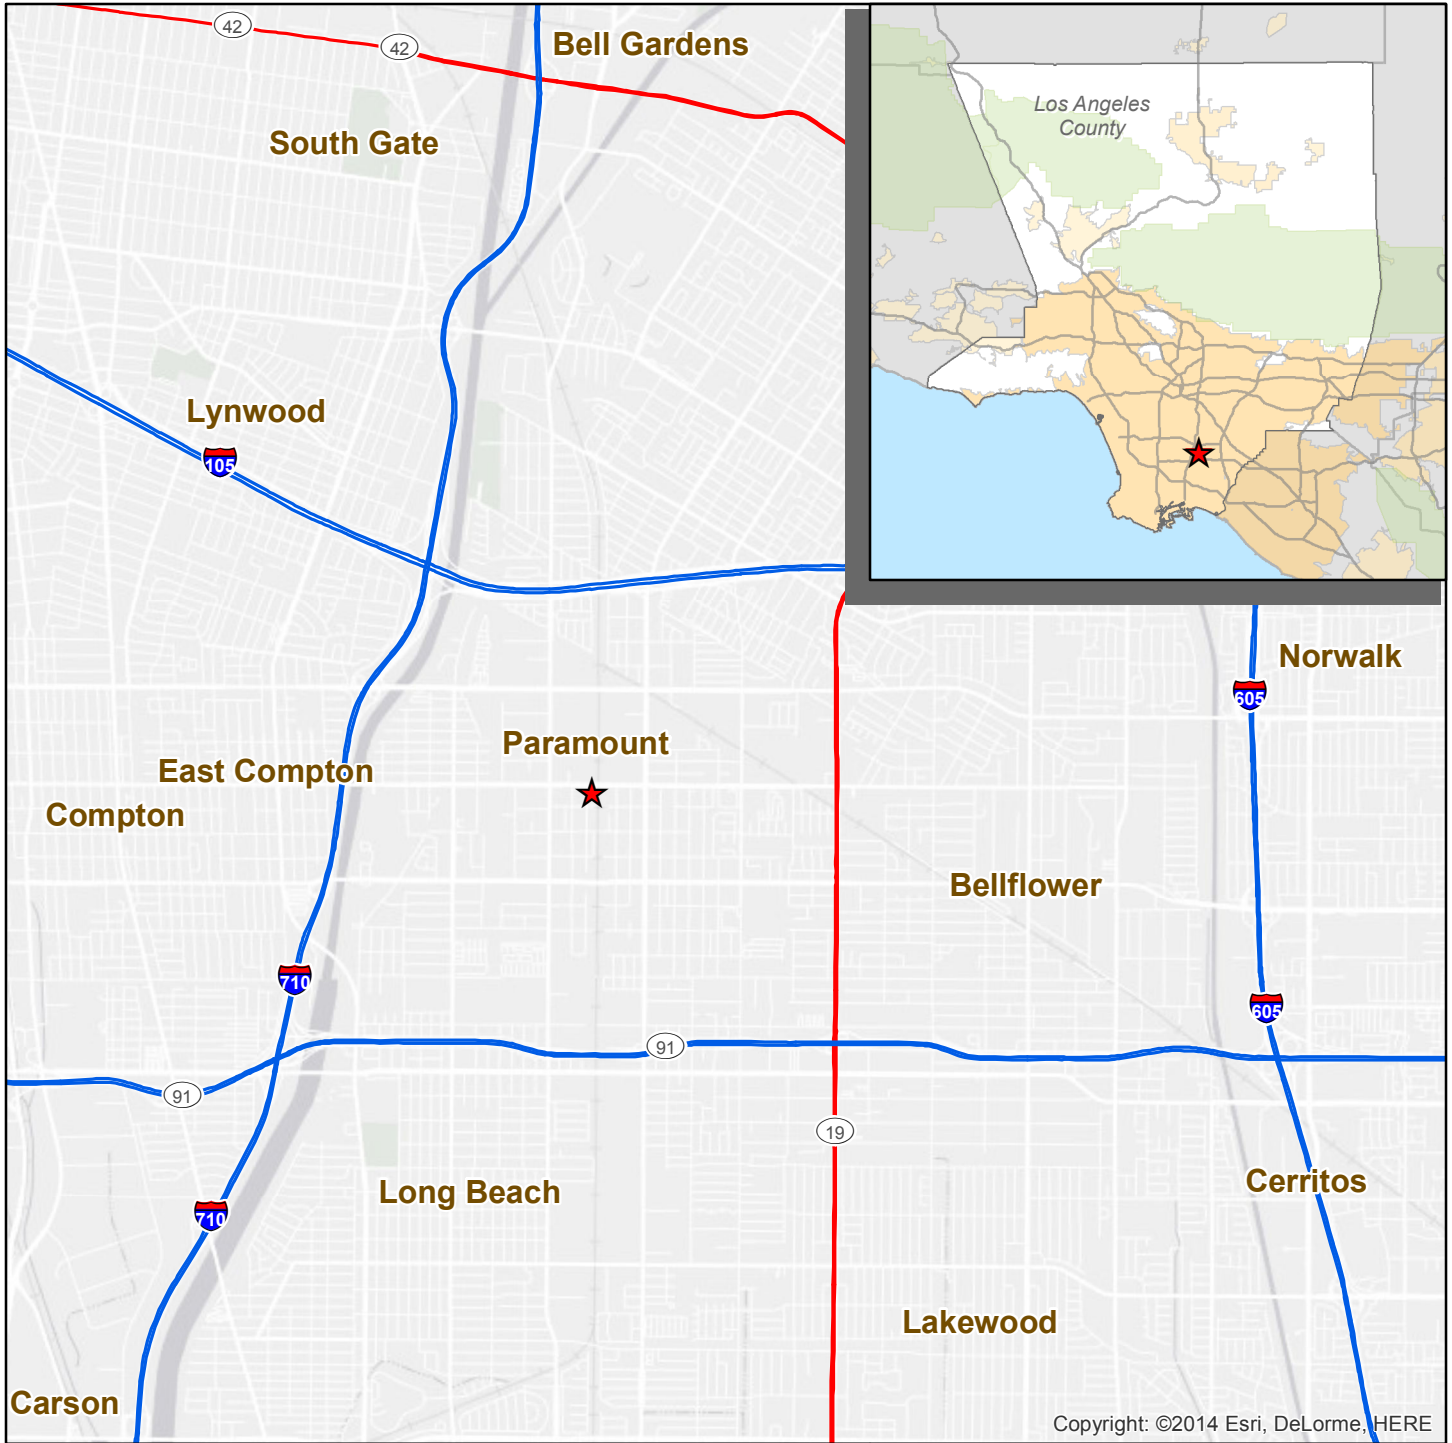 42
42
Bell Gardens
South Gate
Los Angeles
County
Lynwood
105
Norwalk
605
Paramount
East Compton
Compton
Bellflower
710
605
91
91
19
Cerritos
Long Beach
710
Lakewood
Carson
Copyright: ©2014 Esri, DeLorme, HERE